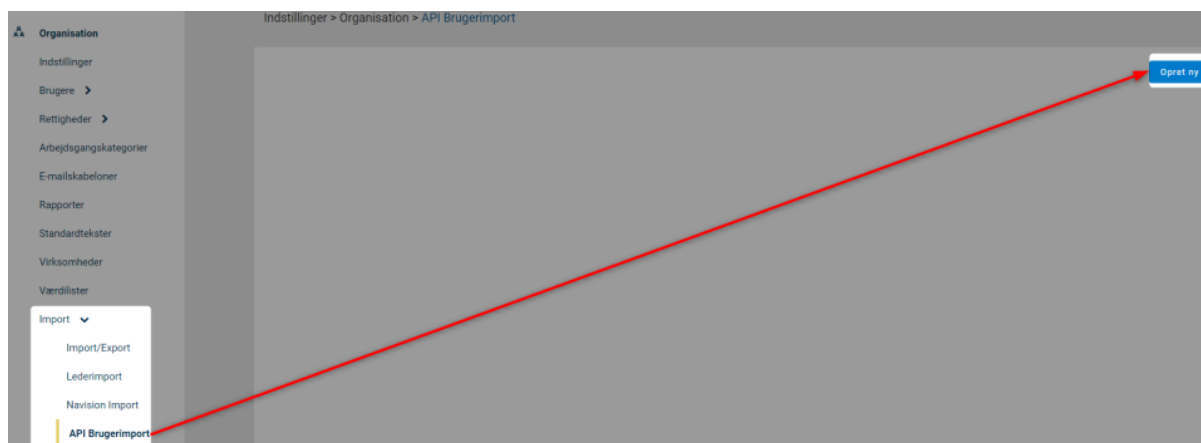 Indstillinger > Organisation > API Brugerimport
Organisation
Indstillinger
Brugere
Rettigheder
Arbejdsgangskategorier
E-mailskabeloner
Rapporter
Standardtekster
Virksomheder
Værdilister
Import
Import/Export
Lederimport
Navision Import
API Brugerimport
Opret ny